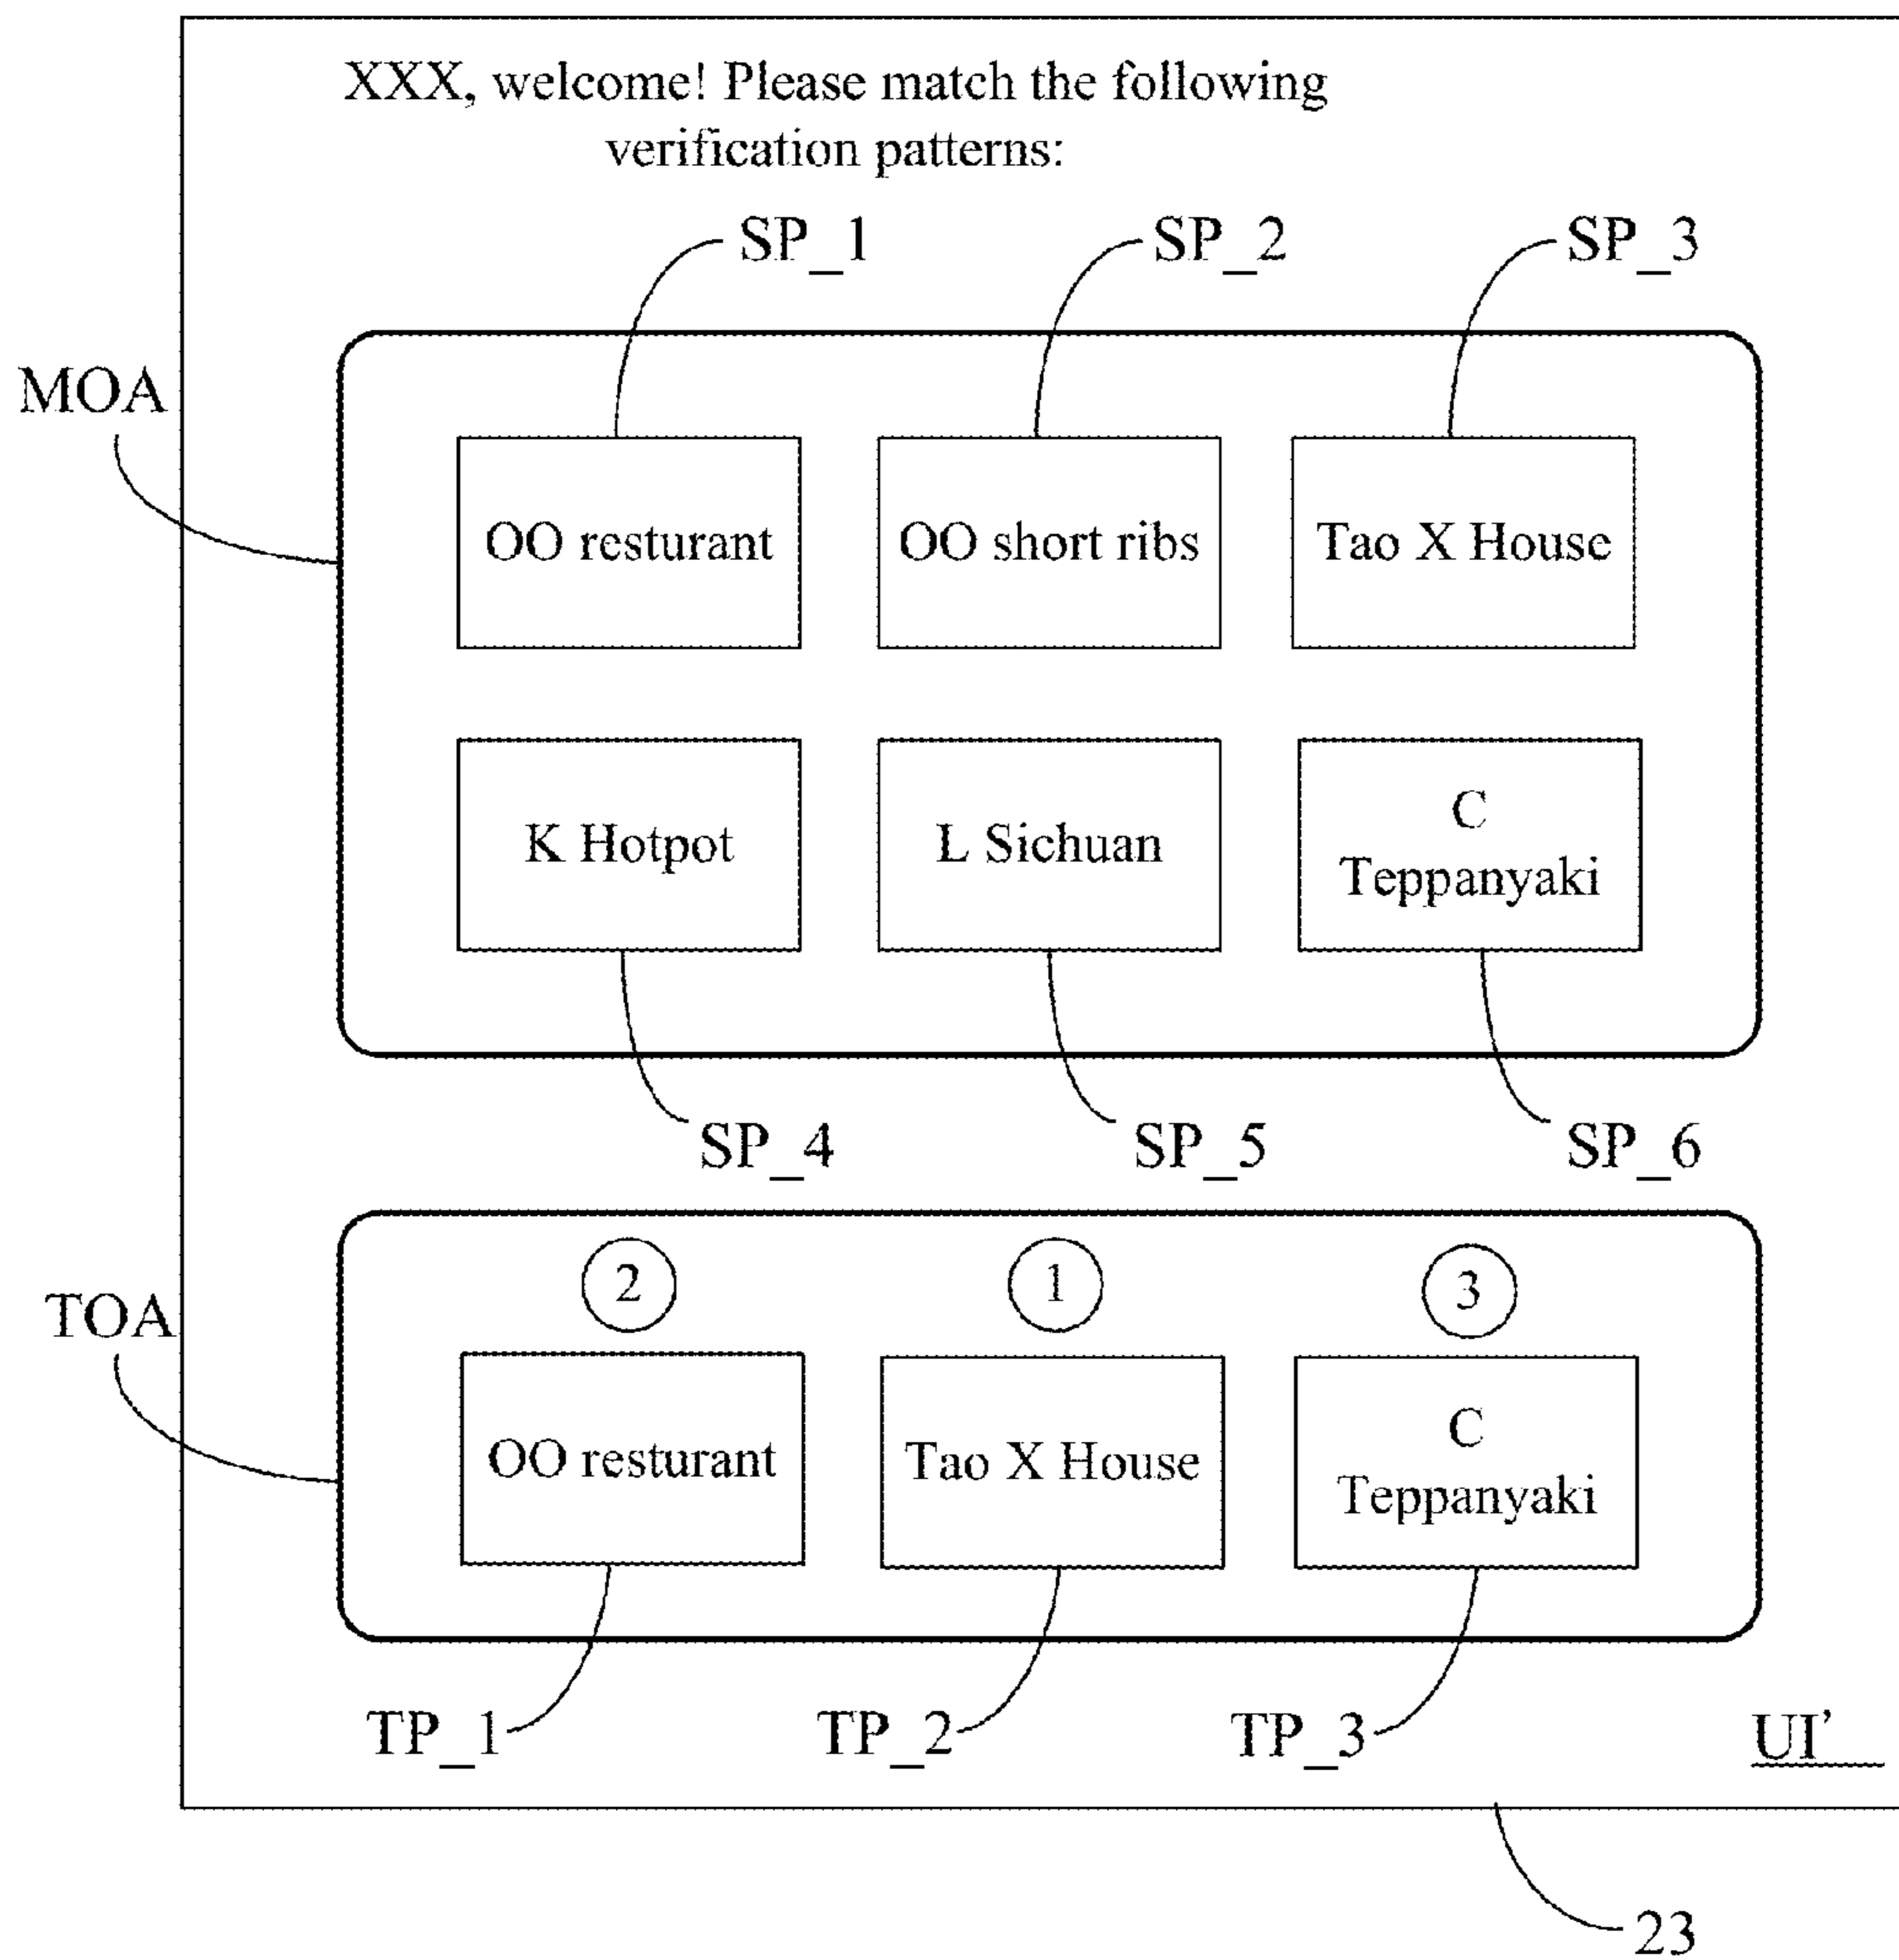 XXX, welcome! Please match the following
verification patterns:
SP_1
SP_2
SP_3
MOA
OO resturant
OO short ribs
Tao X House
K Hotpot
L Sichuan
C
Teppanyaki
SP_4
SP_5
SP_6
TOA
2
1
3
OO resturant
Tao X House
C
Teppanyaki
TP_1
TP_2
TP_3
UI'
23